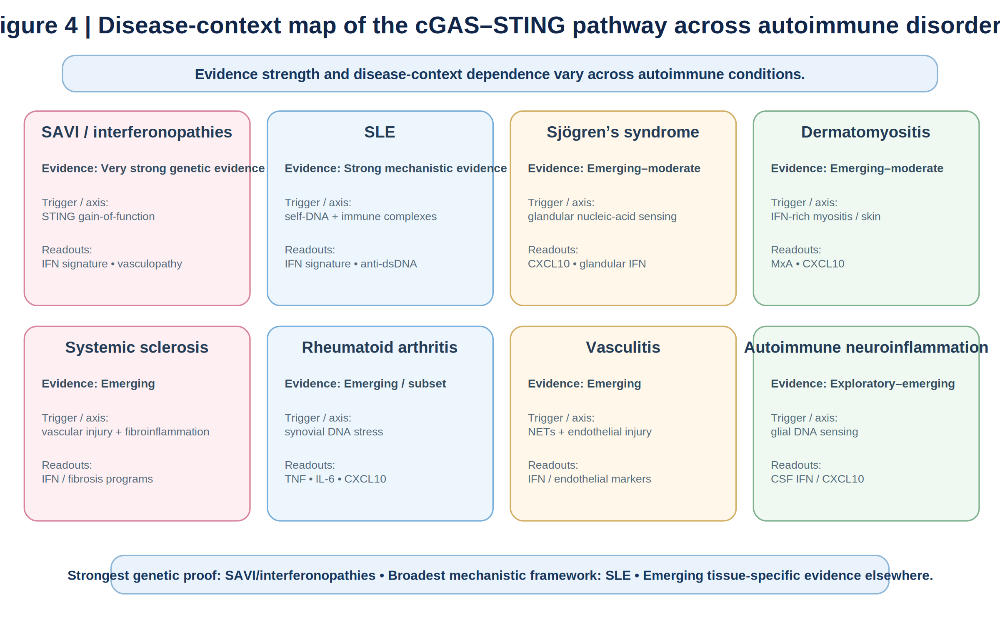 igure 4 | Disease-context map of the cGAS–STING pathway across autoimmune disorder
Evidence strength and disease-context dependence vary across autoimmune conditions.
SAVI / interferonopathies
Evidence: Very strong genetic evidence
Trigger / axis:
STING gain-of-function
Readouts:
IFN signature • vasculopathy
SLE
Evidence: Strong mechanistic evidence
Trigger / axis:
self-DNA + immune complexes
Readouts:
IFN signature • anti-dsDNA
Sjögren’s syndrome
Evidence: Emerging–moderate
Trigger / axis:
glandular nucleic-acid sensing
Readouts:
CXCL10 • glandular IFN
Dermatomyositis
Evidence: Emerging–moderate
Trigger / axis:
IFN-rich myositis / skin
Readouts:
MxA • CXCL10
Systemic sclerosis
Evidence: Emerging
Trigger / axis:
vascular injury + fibroinflammation
Readouts:
IFN / fibrosis programs
Rheumatoid arthritis
Evidence: Emerging / subset
Trigger / axis:
synovial DNA stress
Readouts:
TNF • IL-6 • CXCL10
Vasculitis
Evidence: Emerging
Trigger / axis:
NETs + endothelial injury
Readouts:
IFN / endothelial markers
Autoimmune neuroinflammation
Evidence: Exploratory–emerging
Trigger / axis:
glial DNA sensing
Readouts:
CSF IFN / CXCL10
Strongest genetic proof: SAVI/interferonopathies • Broadest mechanistic framework: SLE • Emerging tissue-specific evidence elsewhere.